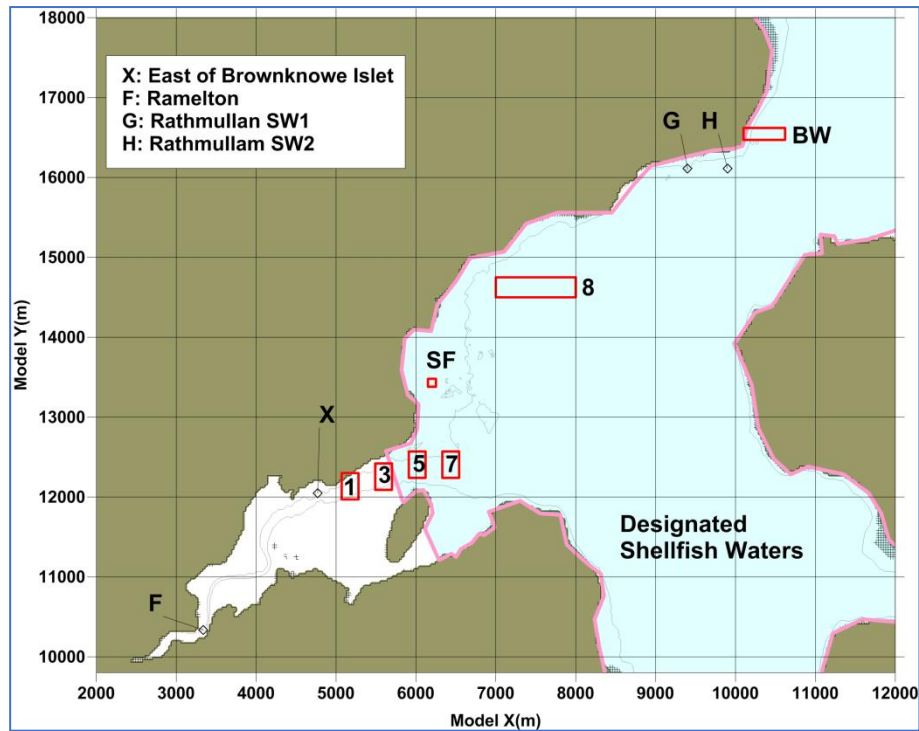 18000
17000
16000
15000
14000
13000
12000
11000
10000
Model Y(m)
X: East of Brownknowe Islet
F: Ramelton
G: Rathmullan SW1
H: Rathmullam SW2
G H
BW
8
SF
X
1 3 5 7
Designated
Shellfish Waters
F
2000 3000 4000 5000 6000 7000 8000 9000 10000 11000 12000
Model X(m)